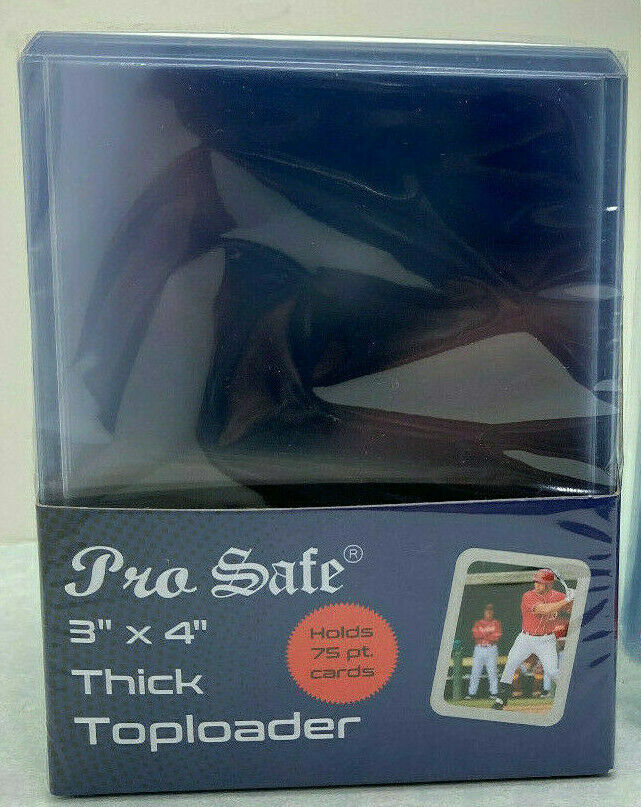 Pro Safe®
3" x 4"
Thick
Toploader
Holds
75 pt.
cards